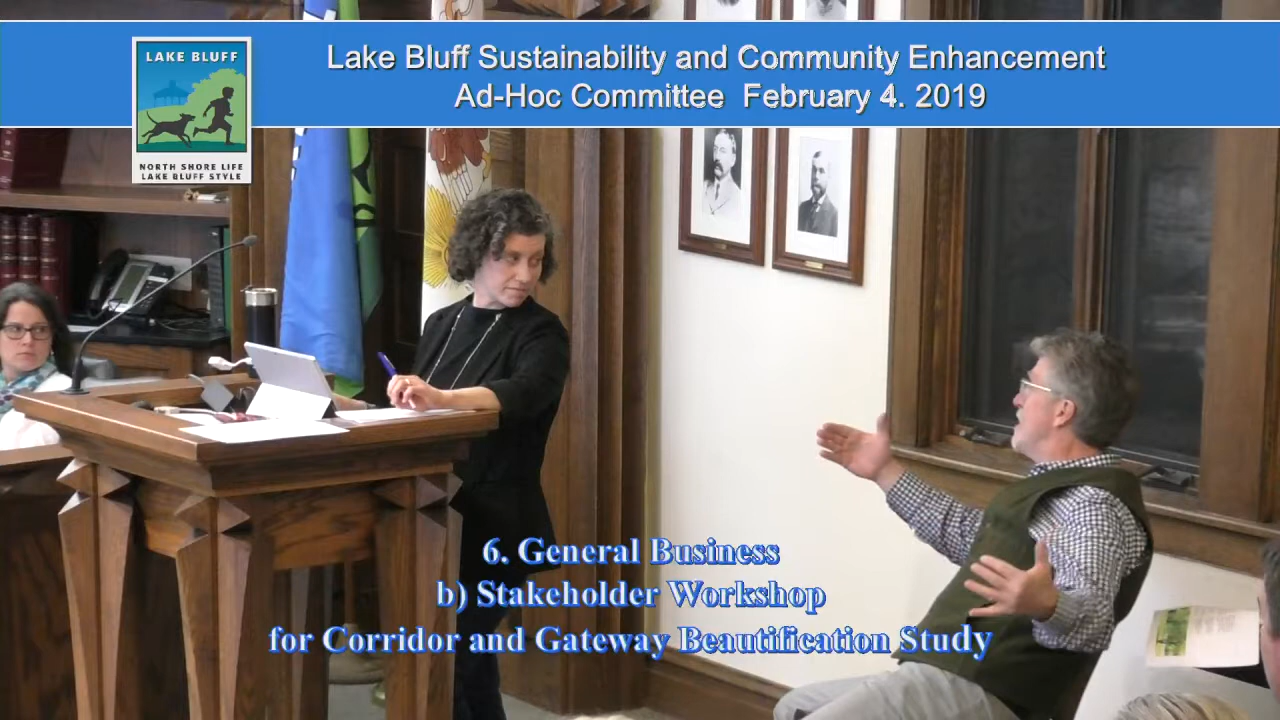 LAKE BLUFF
NORTH SHORE LIFE
LAKE BLUFF STYLE
Lake Bluff Sustainability and Community Enhancement
Ad-Hoc Committee February 4. 2019
6. General Business
b) Stakeholder Workshop
for Corridor and Gateway Beautification Study